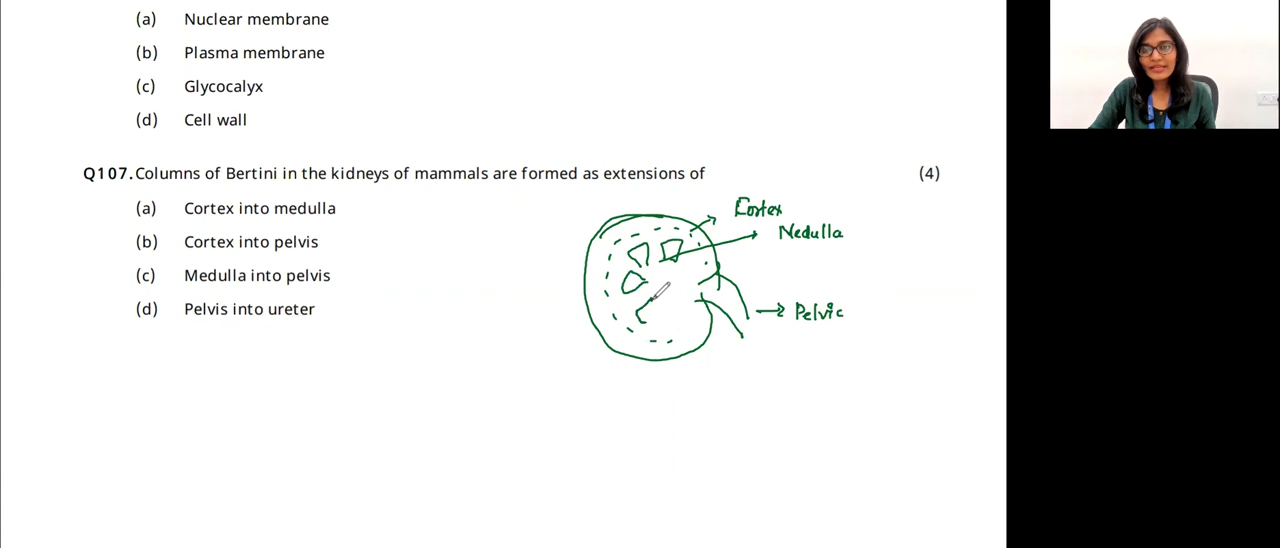 (a) Nuclear membrane
(b) Plasma membrane
(c) Glycocalyx
(d) Cell wall
Q107. Columns of Bertini in the kidneys of mammals are formed as extensions of (4)
(a) Cortex into medulla
(b) Cortex into pelvis
(c) Medulla into pelvis
(d) Pelvis into ureter
Cortex
Nedulla
Pelvic